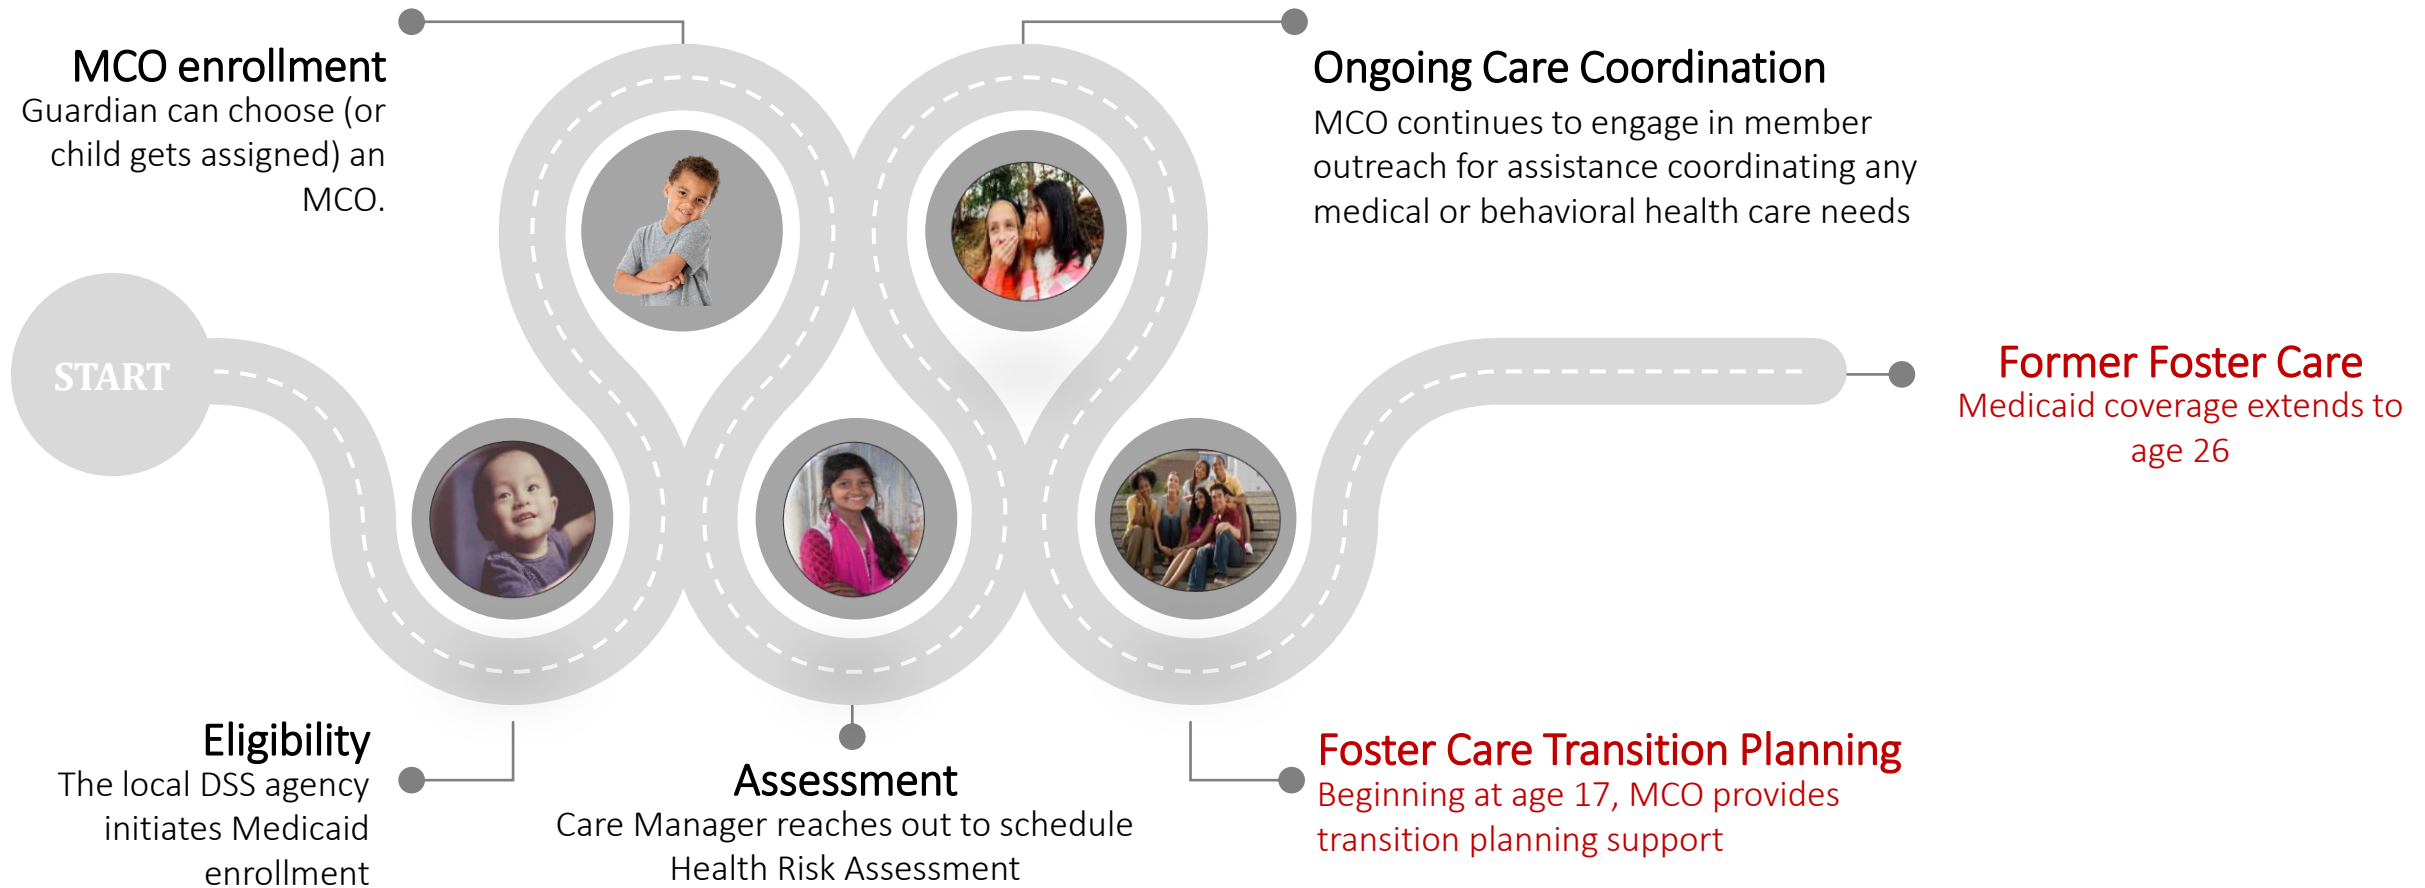 MCO enrollment
Guardian can choose (or
child gets assigned) an
MCO.
Ongoing Care Coordination
MCO continues to engage in member
outreach for assistance coordinating any
medical or behavioral health care needs
START
Former Foster Care
Medicaid coverage extends to
age 26
Eligibility
The local DSS agency
initiates Medicaid
enrollment
Assessment
Care Manager reaches out to schedule
Health Risk Assessment
Foster Care Transition Planning
Beginning at age 17, MCO provides
transition planning support